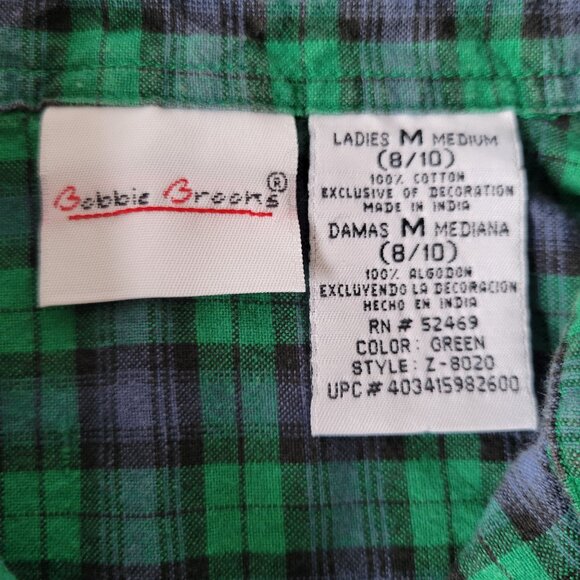 Bobbie Brooks®
LADIES M MEDIUM
(8/10)
100% COTTON
EXCLUSIVE OF DECORATION
MADE IN INDIA
DAMAS M MEDIANA
(8/10)
100% ALGODON
EXCLUYENDO LA DECORACION
HECHO EN INDIA
RN # 52469
COLOR: GREEN
STYLE: Z-8020
UPC # 403415982600